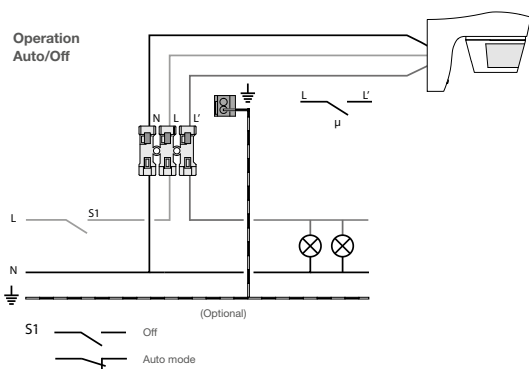 Operation
Auto/Off
N L L'
L L'
μ
L S1
N
(Optional)
S1 Off
Auto mode